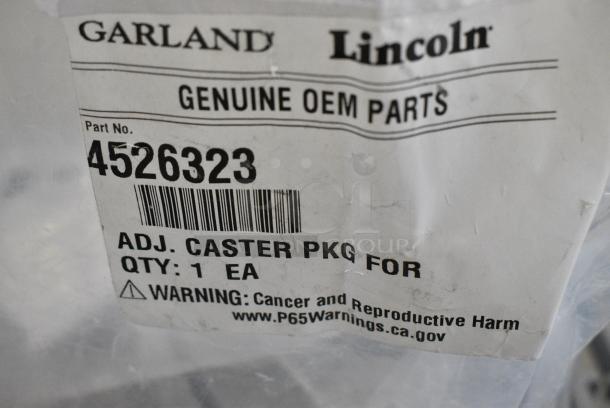 GARLAND Lincoln
GENUINE OEM PARTS
Part No.
4526323
ADJ. CASTER PKG FOR
QTY: 1 EA
⚠ WARNING: Cancer and Reproductive Harm
www.P65Warnings.ca.gov